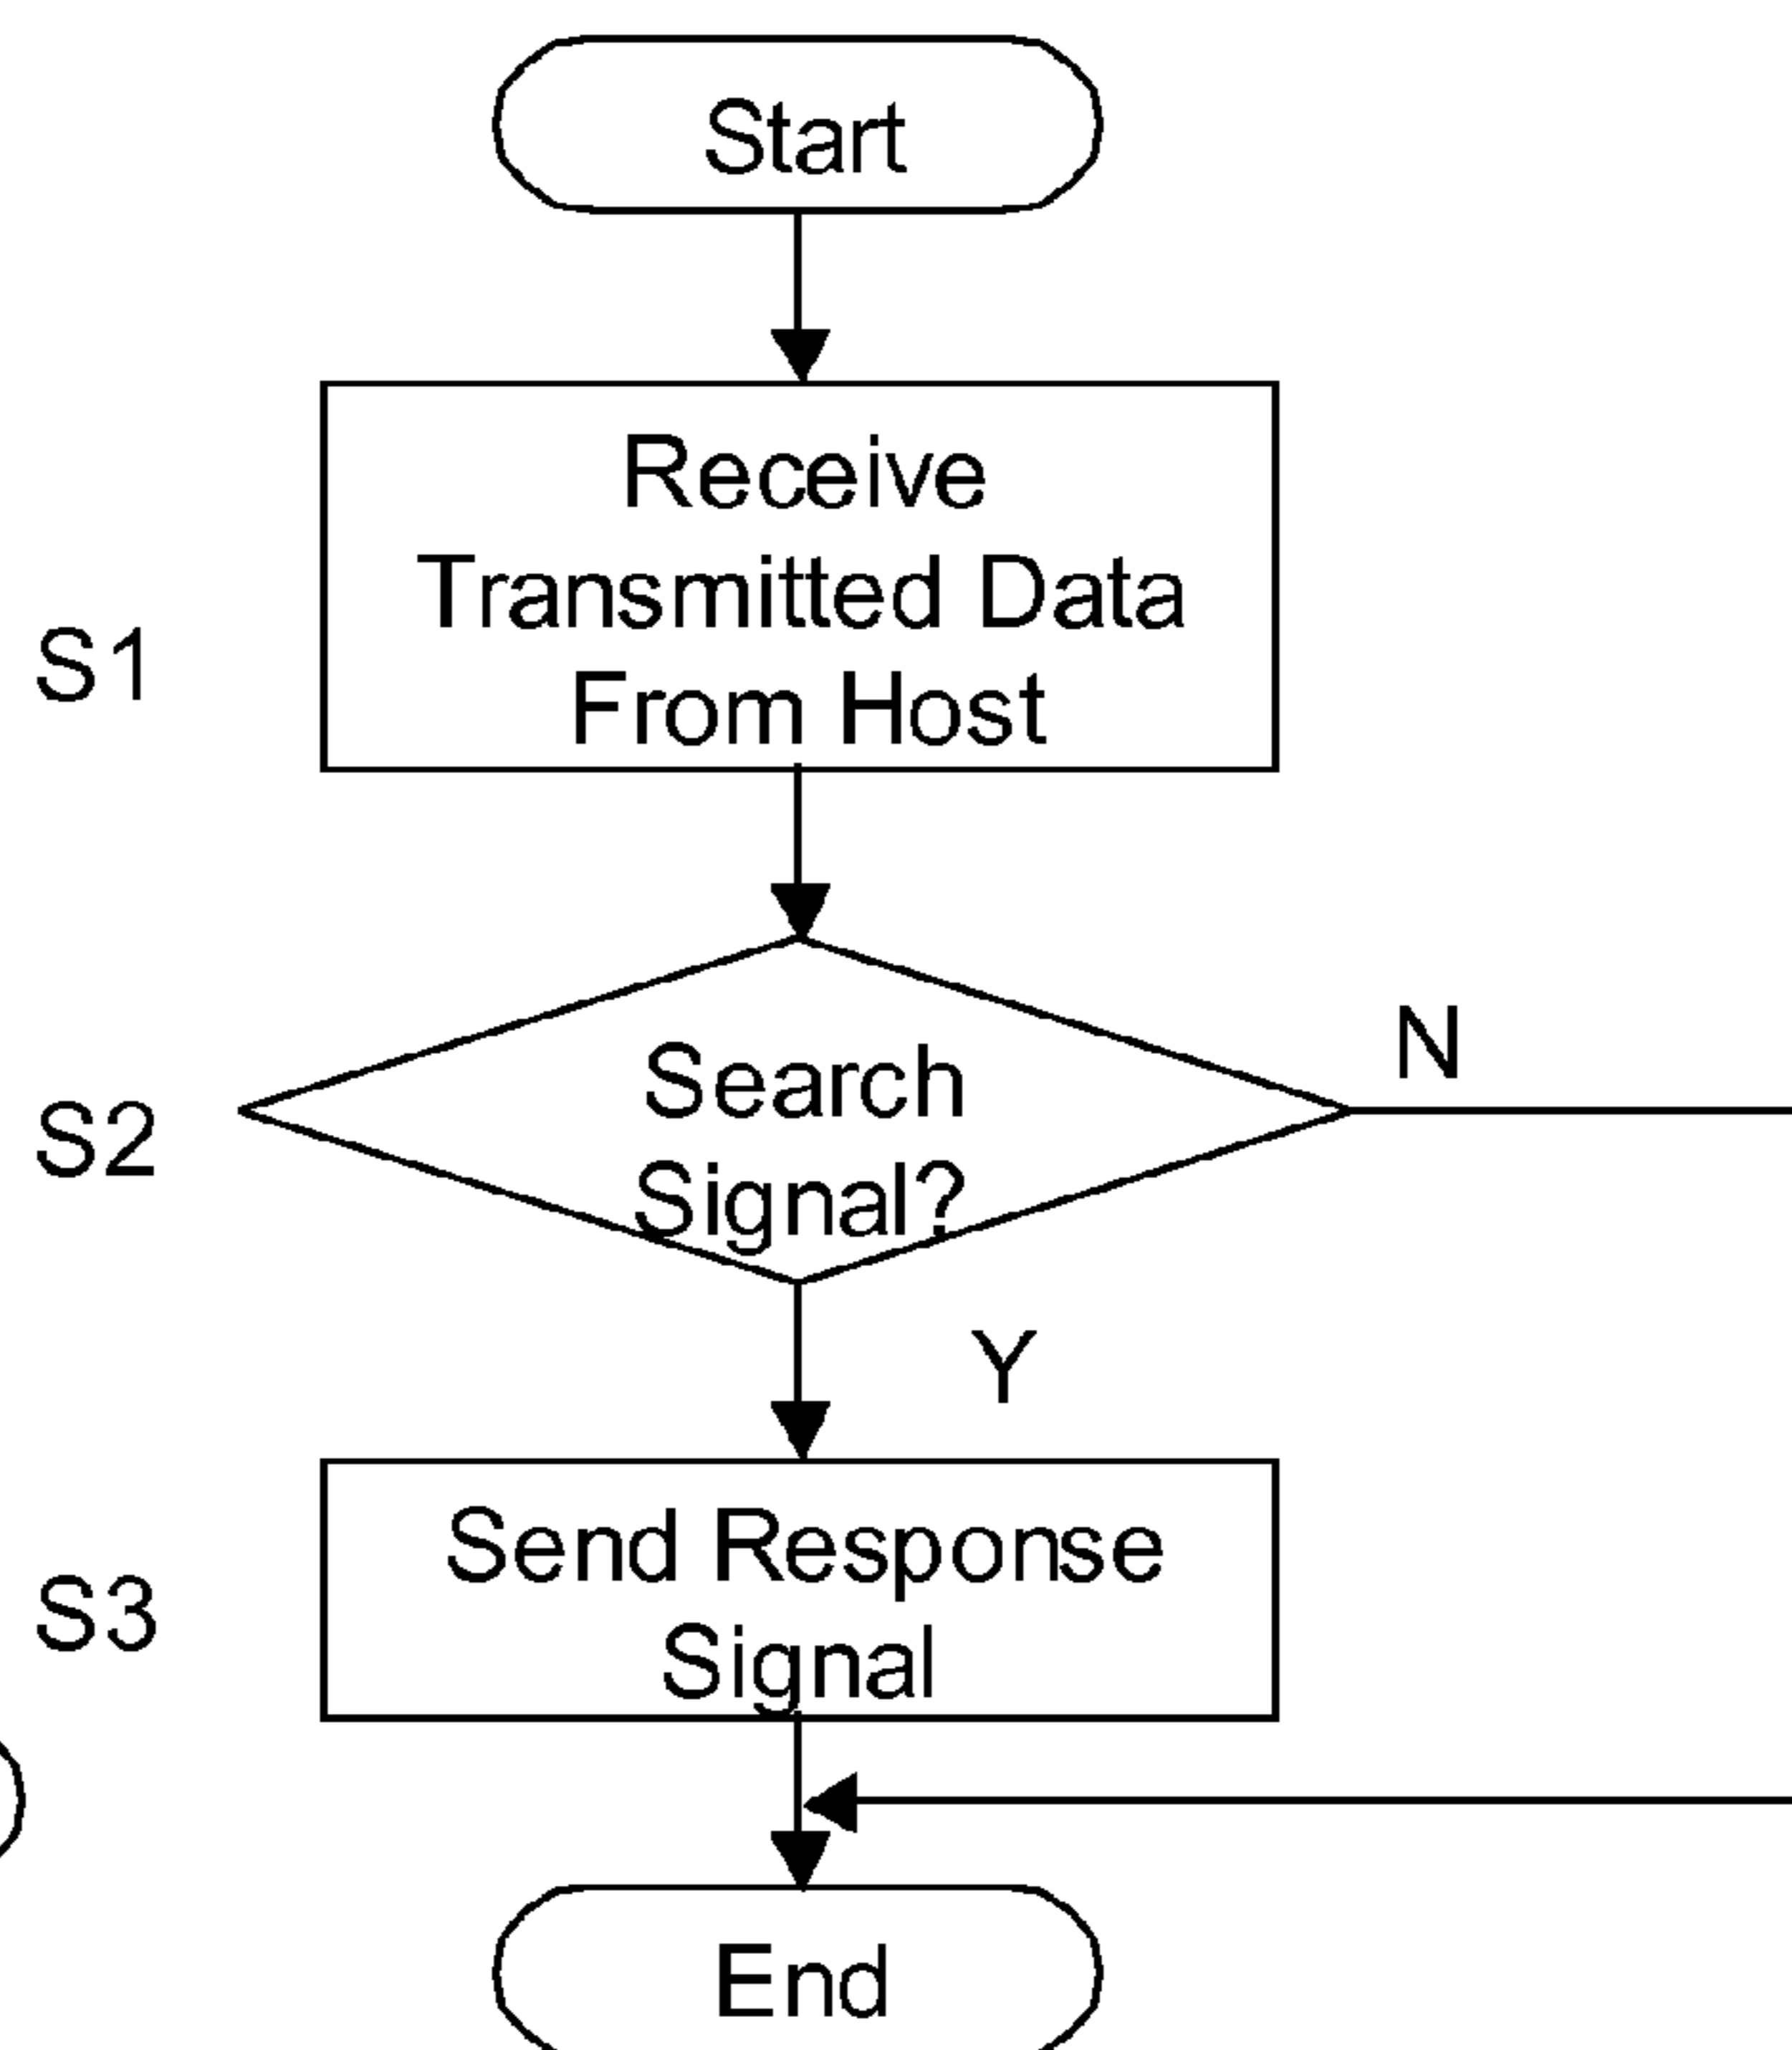 Start
S1
Receive
Transmitted Data
From Host
S2
Search
Signal?
N
Y
S3
Send Response
Signal
End